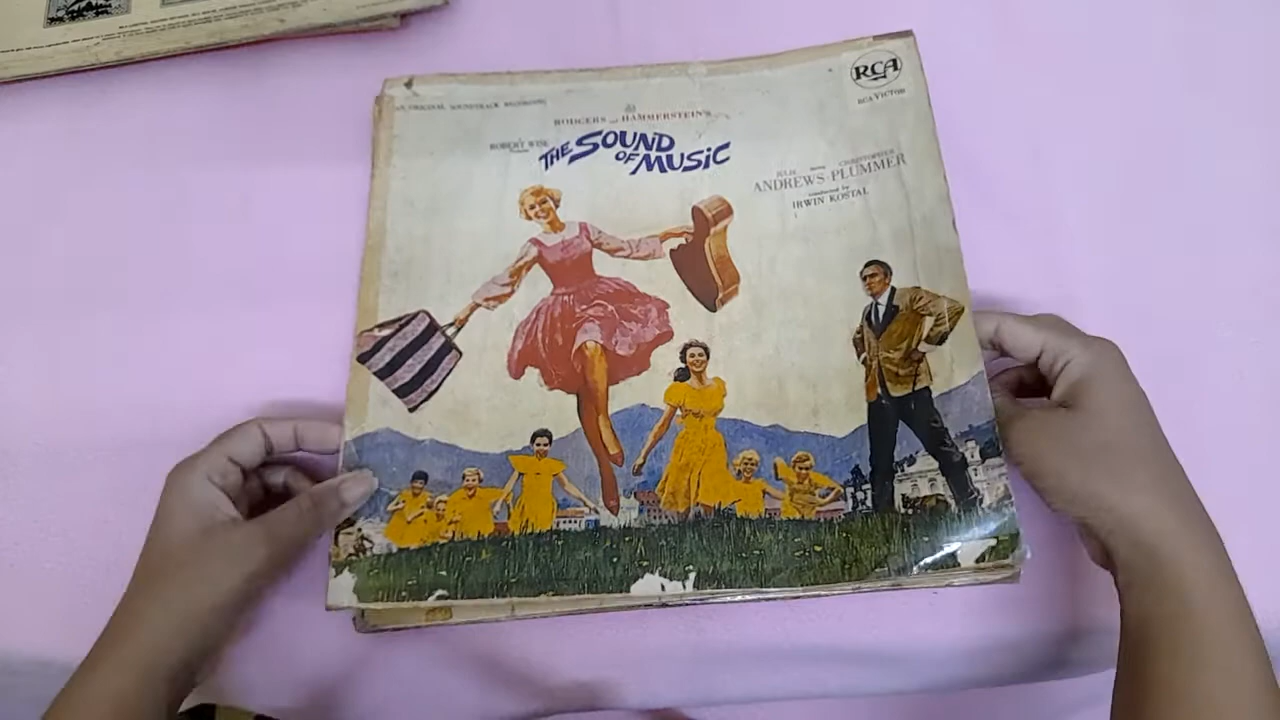 AN ORIGINAL SOUNDTRACK RECORDING
RCA
RCA VICTOR
RODGERS and HAMMERSTEIN'S
ROBERT WISE
THE SOUND
OF MUSIC
JULIE CHRISTOPHER
ANDREWS · PLUMMER
conducted by
IRWIN KOSTAL